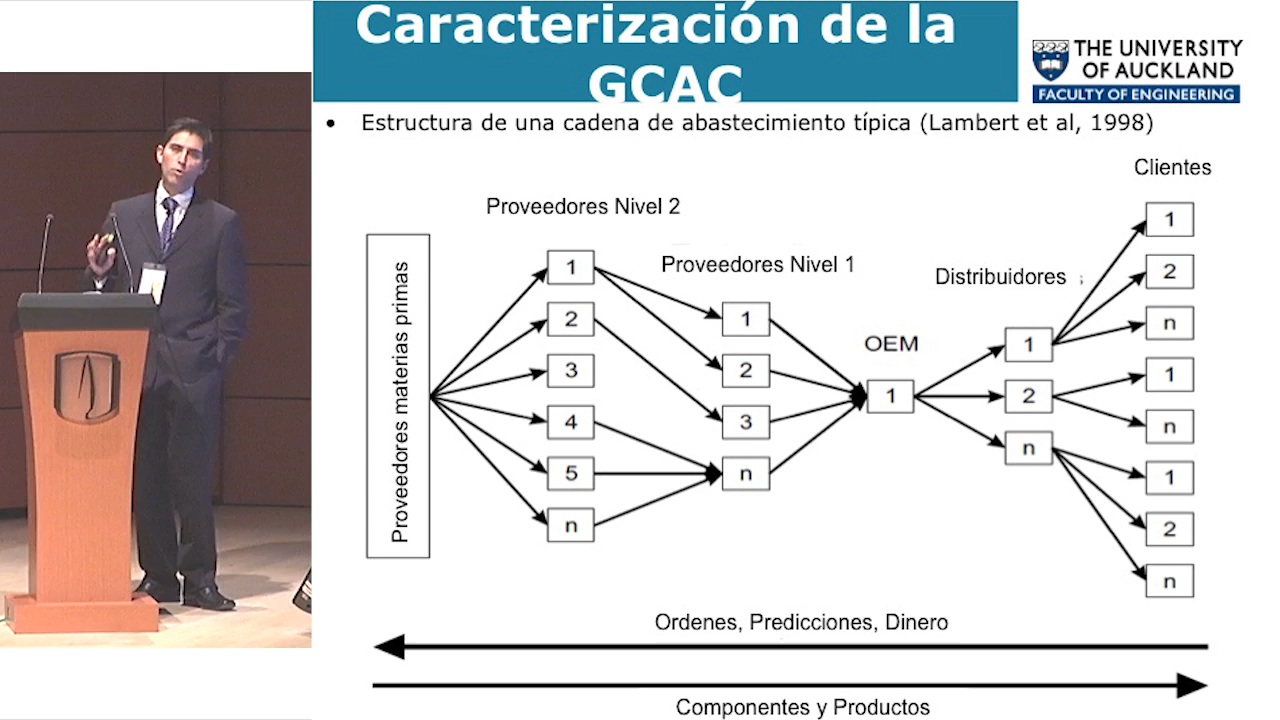 Caracterización de la
GCAC
THE UNIVERSITY
OF AUCKLAND
FACULTY OF ENGINEERING
• Estructura de una cadena de abastecimiento típica (Lambert et al, 1998)
Clientes
Proveedores Nivel 2
Proveedores Nivel 1
Distribuidores
OEM
Proveedores materias primas
1
2
3
4
5
n
1
2
3
n
1
1
2
n
1
2
n
1
n
1
2
n
Ordenes, Predicciones, Dinero
Componentes y Productos